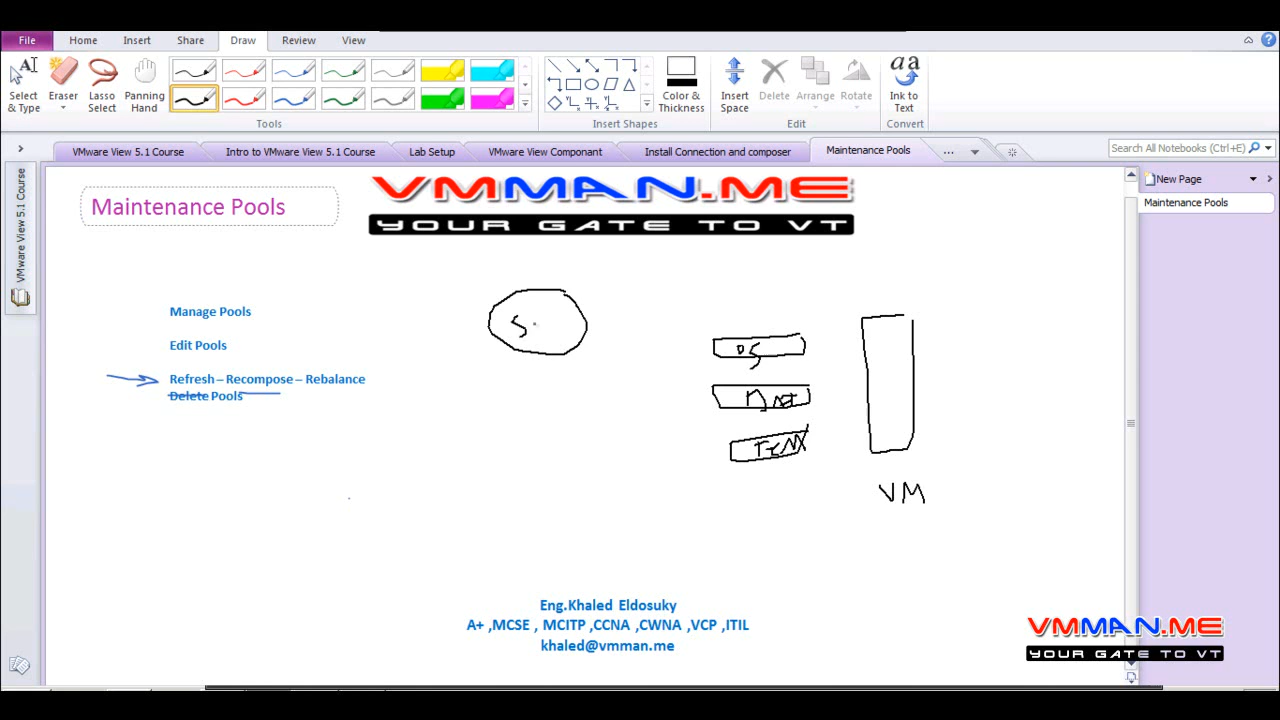 File Home Insert Share Draw Review View
Select & Type
Eraser
Lasso Select
Panning Hand
Color & Thickness
Insert Space
Delete
Arrange
Rotate
Ink to Text
Tools
Insert Shapes
Edit
Convert
VMware View 5.1 Course
Intro to VMware View 5.1 Course
Lab Setup
VMware View Componant
Install Connection and composer
Maintenance Pools
...
Search All Notebooks (Ctrl+E)
New Page
Maintenance Pools
VMware View 5.1 Course
Maintenance Pools
VMMAN.ME
YOUR GATE TO VT
Manage Pools
Edit Pools
Refresh – Recompose – Rebalance
Delete Pools
S
OS
VM
Eng.Khaled Eldosuky
A+ ,MCSE , MCITP ,CCNA ,CWNA ,VCP ,ITIL
khaled@vmman.me
VMMAN.ME
YOUR GATE TO VT